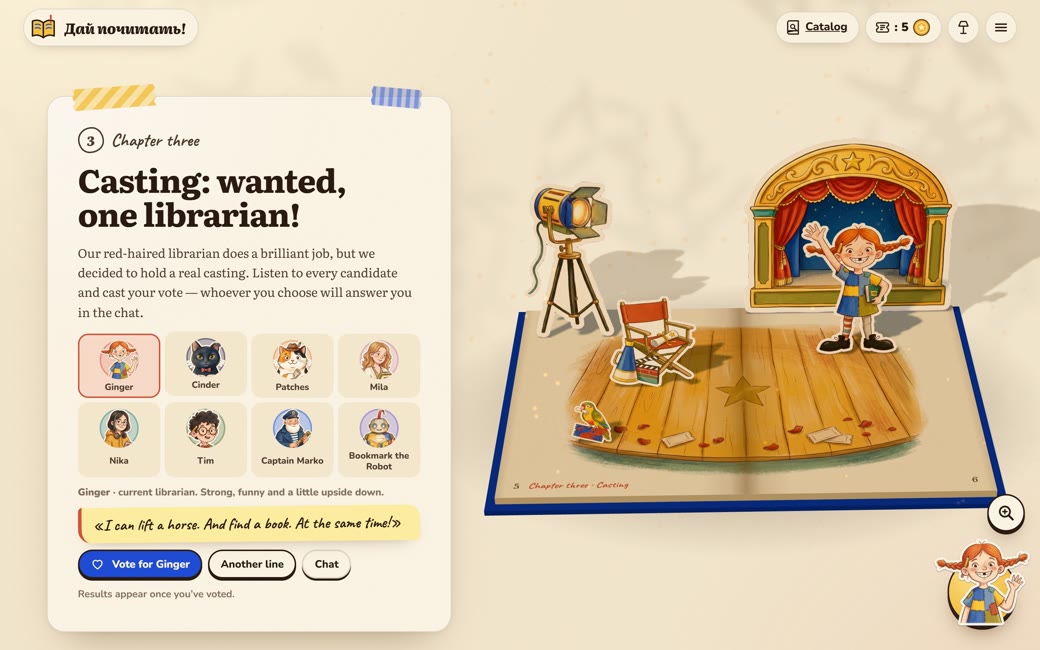 Дай почитать!
Catalog
: 5
3
Chapter three
Casting: wanted,
one librarian!
Our red-haired librarian does a brilliant job, but we
decided to hold a real casting. Listen to every candidate
and cast your vote — whoever you choose will answer you
in the chat.
Ginger
Cinder
Patches
Mila
Nika
Tim
Captain Marko
Bookmark the
Robot
Ginger · current librarian. Strong, funny and a little upside down.
«I can lift a horse. And find a book. At the same time!»
Vote for Ginger
Another line
Chat
Results appear once you've voted.
5 Chapter three · Casting
6